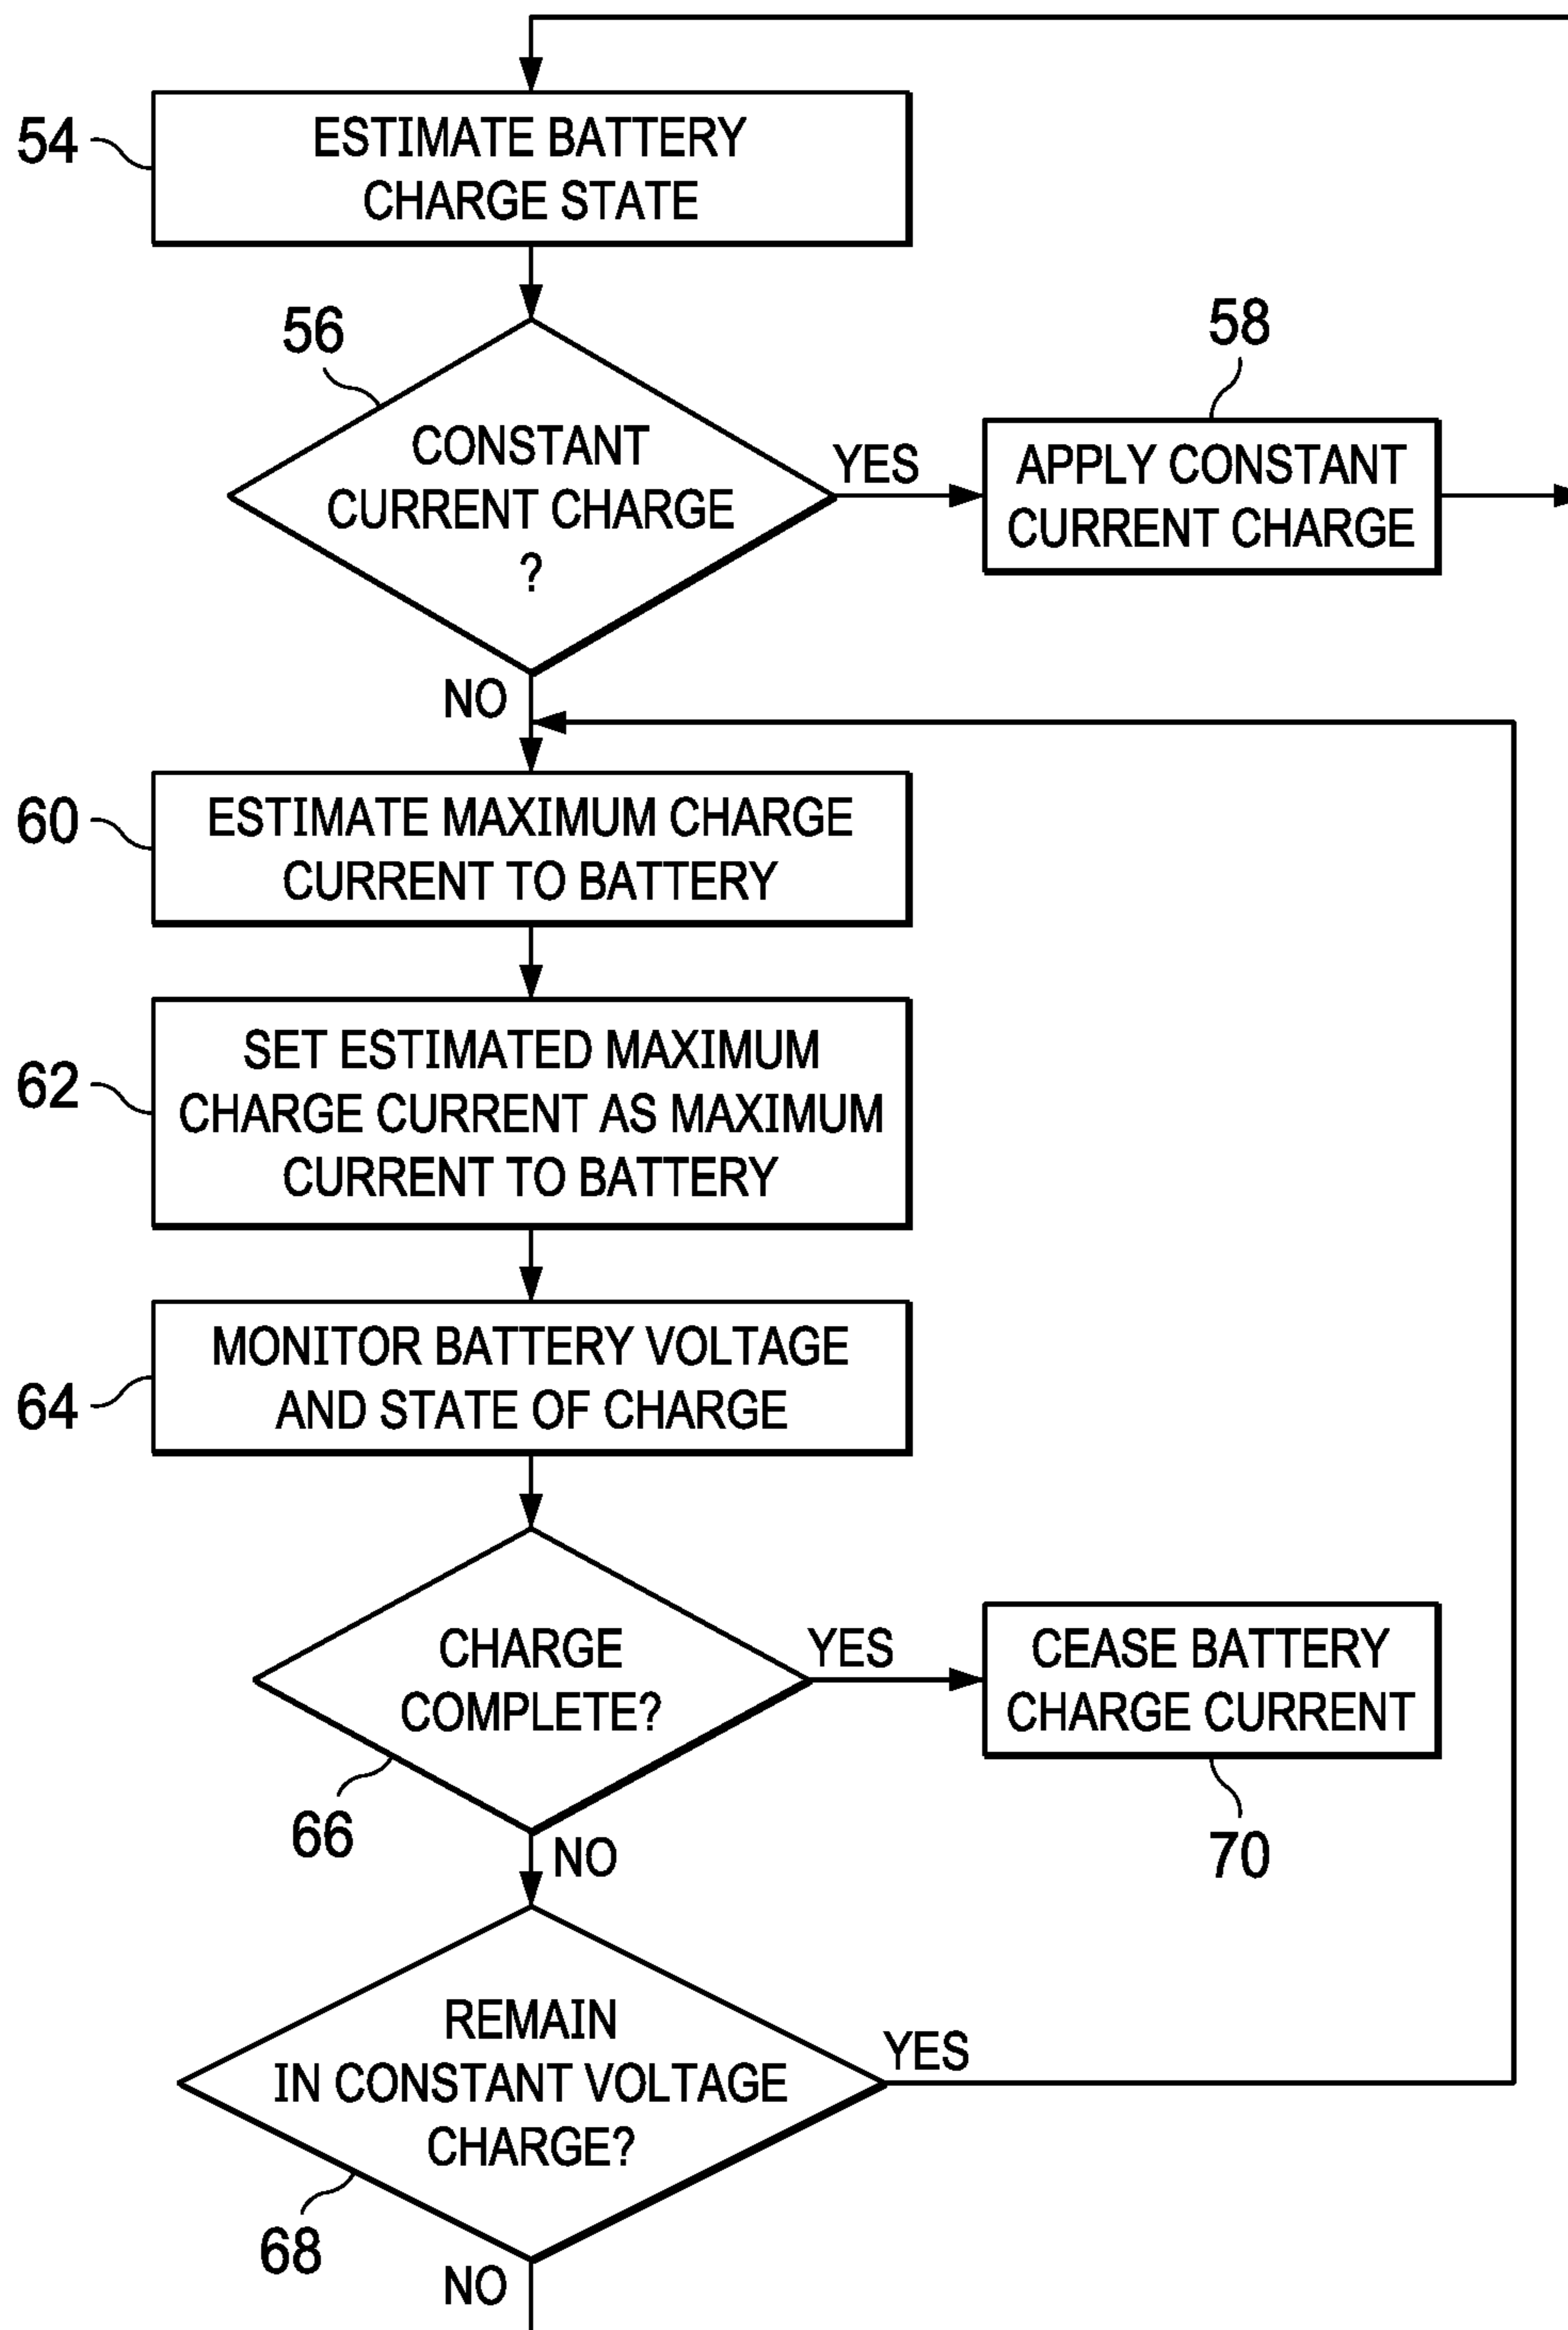 54
ESTIMATE BATTERY
CHARGE STATE
56
CONSTANT
CURRENT CHARGE
?
YES
58
APPLY CONSTANT
CURRENT CHARGE
NO
60
ESTIMATE MAXIMUM CHARGE
CURRENT TO BATTERY
62
SET ESTIMATED MAXIMUM
CHARGE CURRENT AS MAXIMUM
CURRENT TO BATTERY
64
MONITOR BATTERY VOLTAGE
AND STATE OF CHARGE
66
CHARGE
COMPLETE?
YES
CEASE BATTERY
CHARGE CURRENT
70
NO
REMAIN
IN CONSTANT VOLTAGE
CHARGE?
YES
68
NO